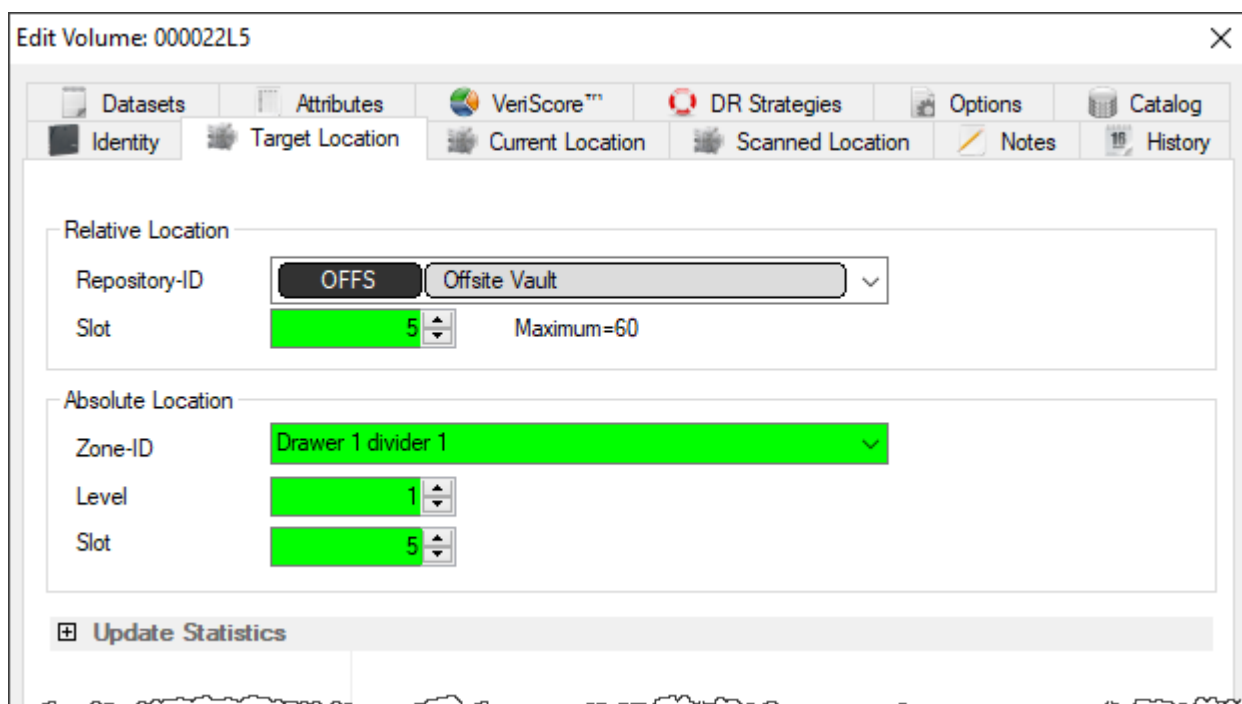 Edit Volume: 000022L5
Datasets Attributes VeriScore™ DR Strategies Options Catalog
Identity Target Location Current Location Scanned Location Notes 16 History
Relative Location
Repository-ID OFFS Offsite Vault
Slot 5 Maximum=60
Absolute Location
Zone-ID Drawer 1 divider 1
Level 1
Slot 5
Update Statistics